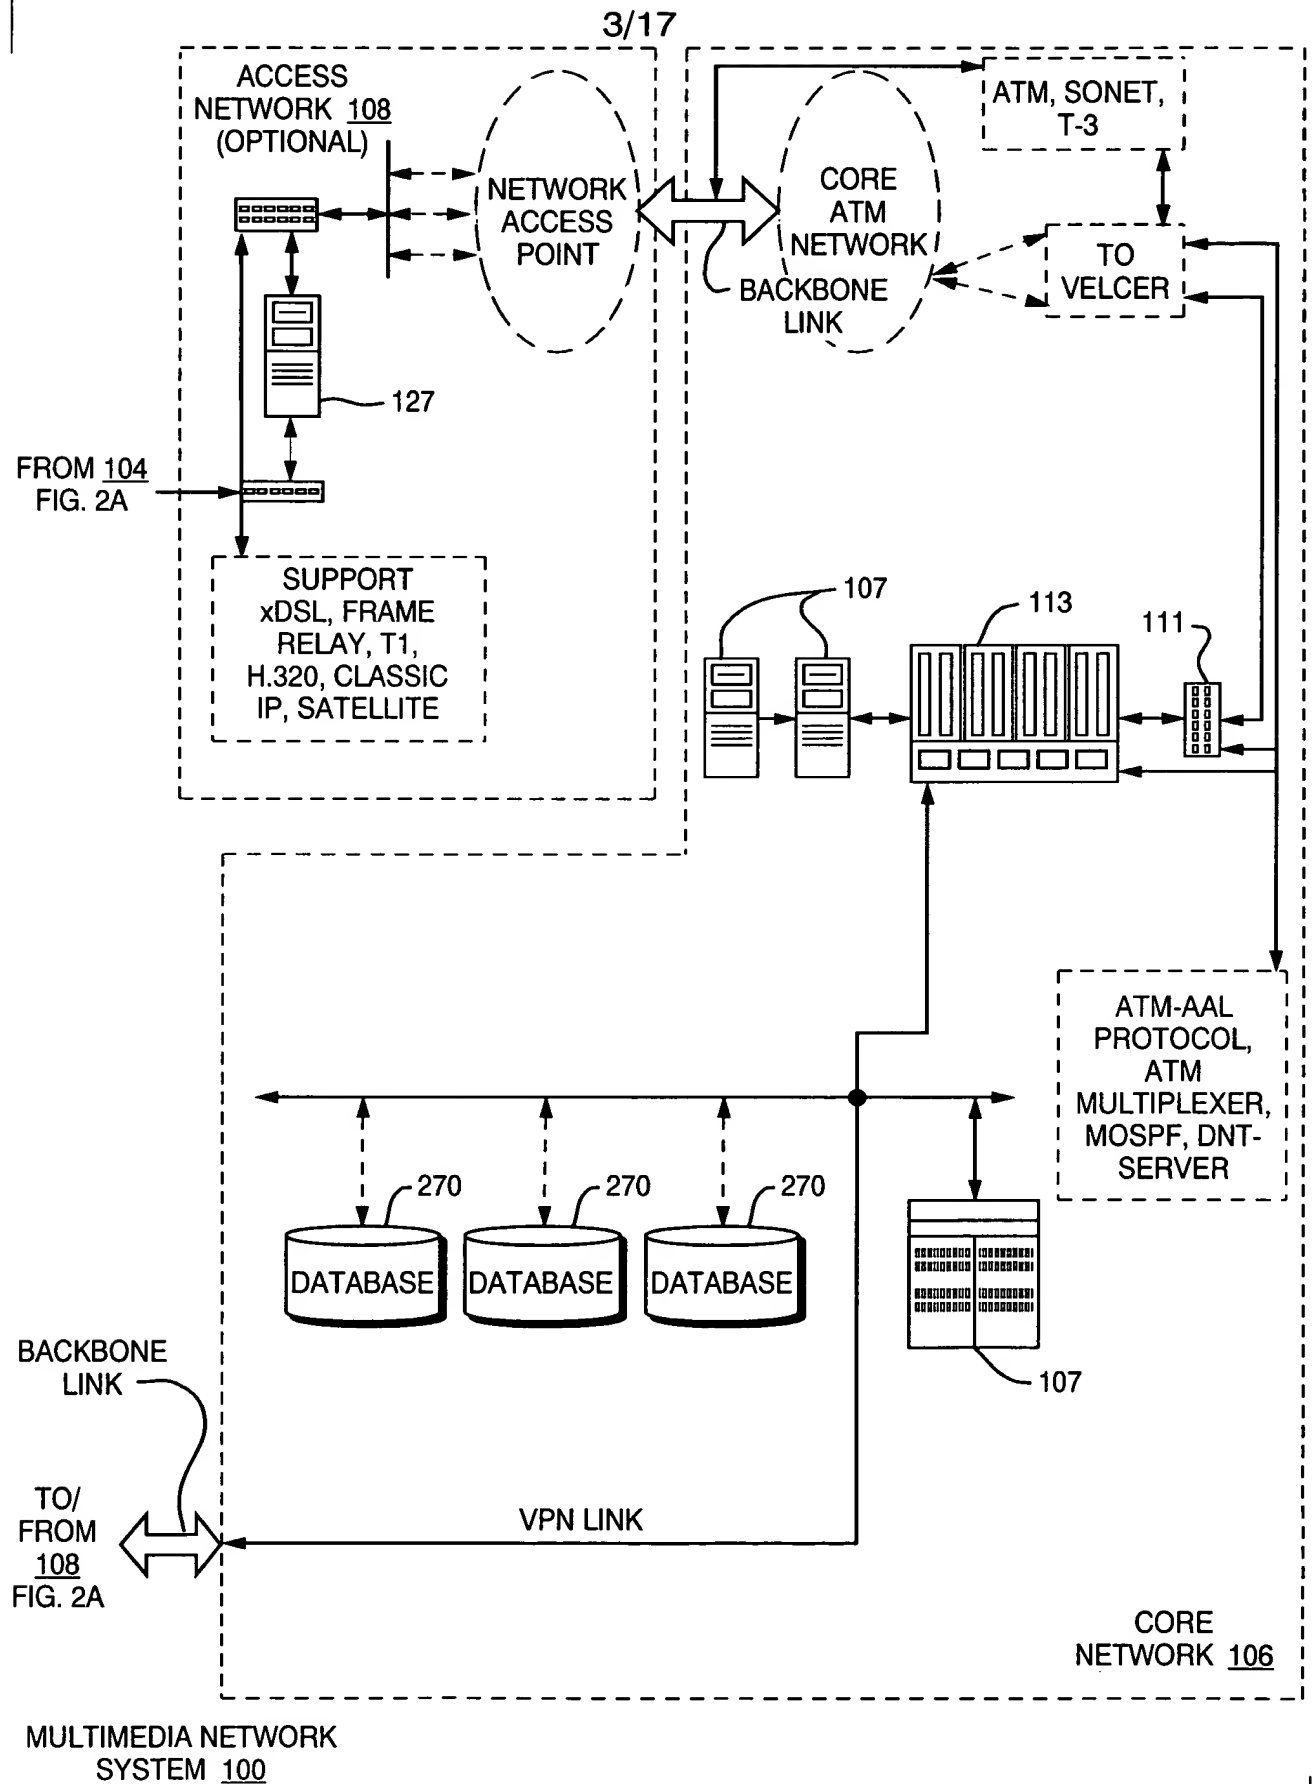 3/17
ACCESS
NETWORK 108
(OPTIONAL)
NETWORK
ACCESS
POINT
CORE
ATM
NETWORK
BACKBONE
LINK
ATM, SONET,
T-3
TO
VELCER
127
FROM 104
FIG. 2A
SUPPORT
xDSL, FRAME
RELAY, T1,
H.320, CLASSIC
IP, SATELLITE
107
113
111
ATM-AAL
PROTOCOL,
ATM
MULTIPLEXER,
MOSPF, DNT-
SERVER
270
270
270
DATABASE
DATABASE
DATABASE
107
BACKBONE
LINK
TO/
FROM
108
FIG. 2A
VPN LINK
CORE
NETWORK 106
MULTIMEDIA NETWORK
SYSTEM 100